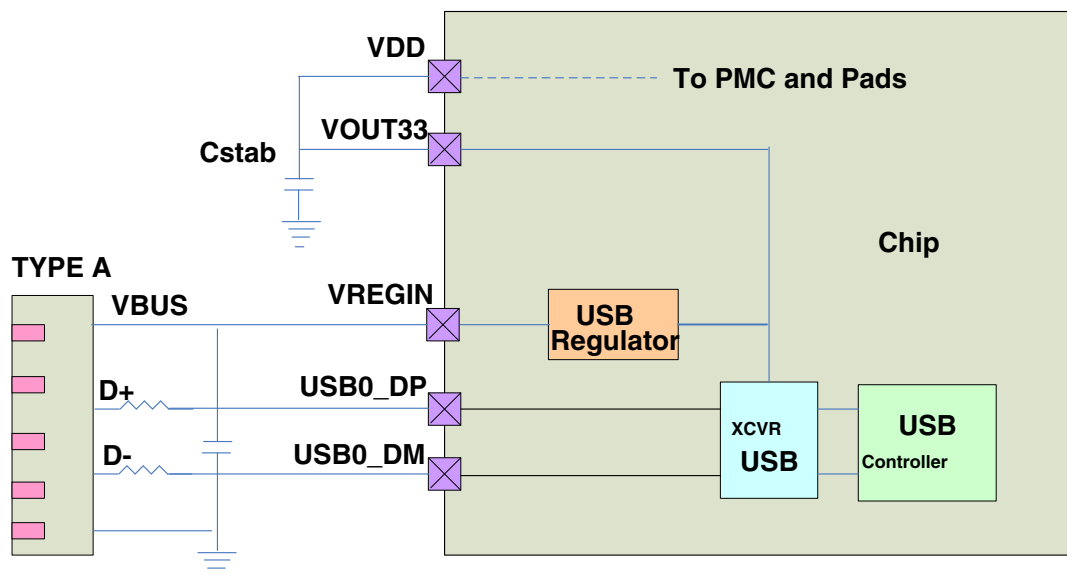 VDD
To PMC and Pads
VOUT33
Cstab
Chip
TYPE A
VBUS
VREGIN
USB
Regulator
D+
USB0_DP
D-
USB0_DM
XCVR
USB
USB
Controller